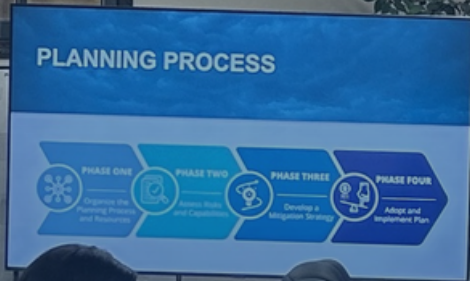 PLANNING PROCESS
PHASE ONE
Organize the
Planning Process
and Resources
PHASE TWO
Assess Risks
and Capabilities
PHASE THREE
Develop a
Mitigation Strategy
PHASE FOUR
Adopt and
Implement Plan